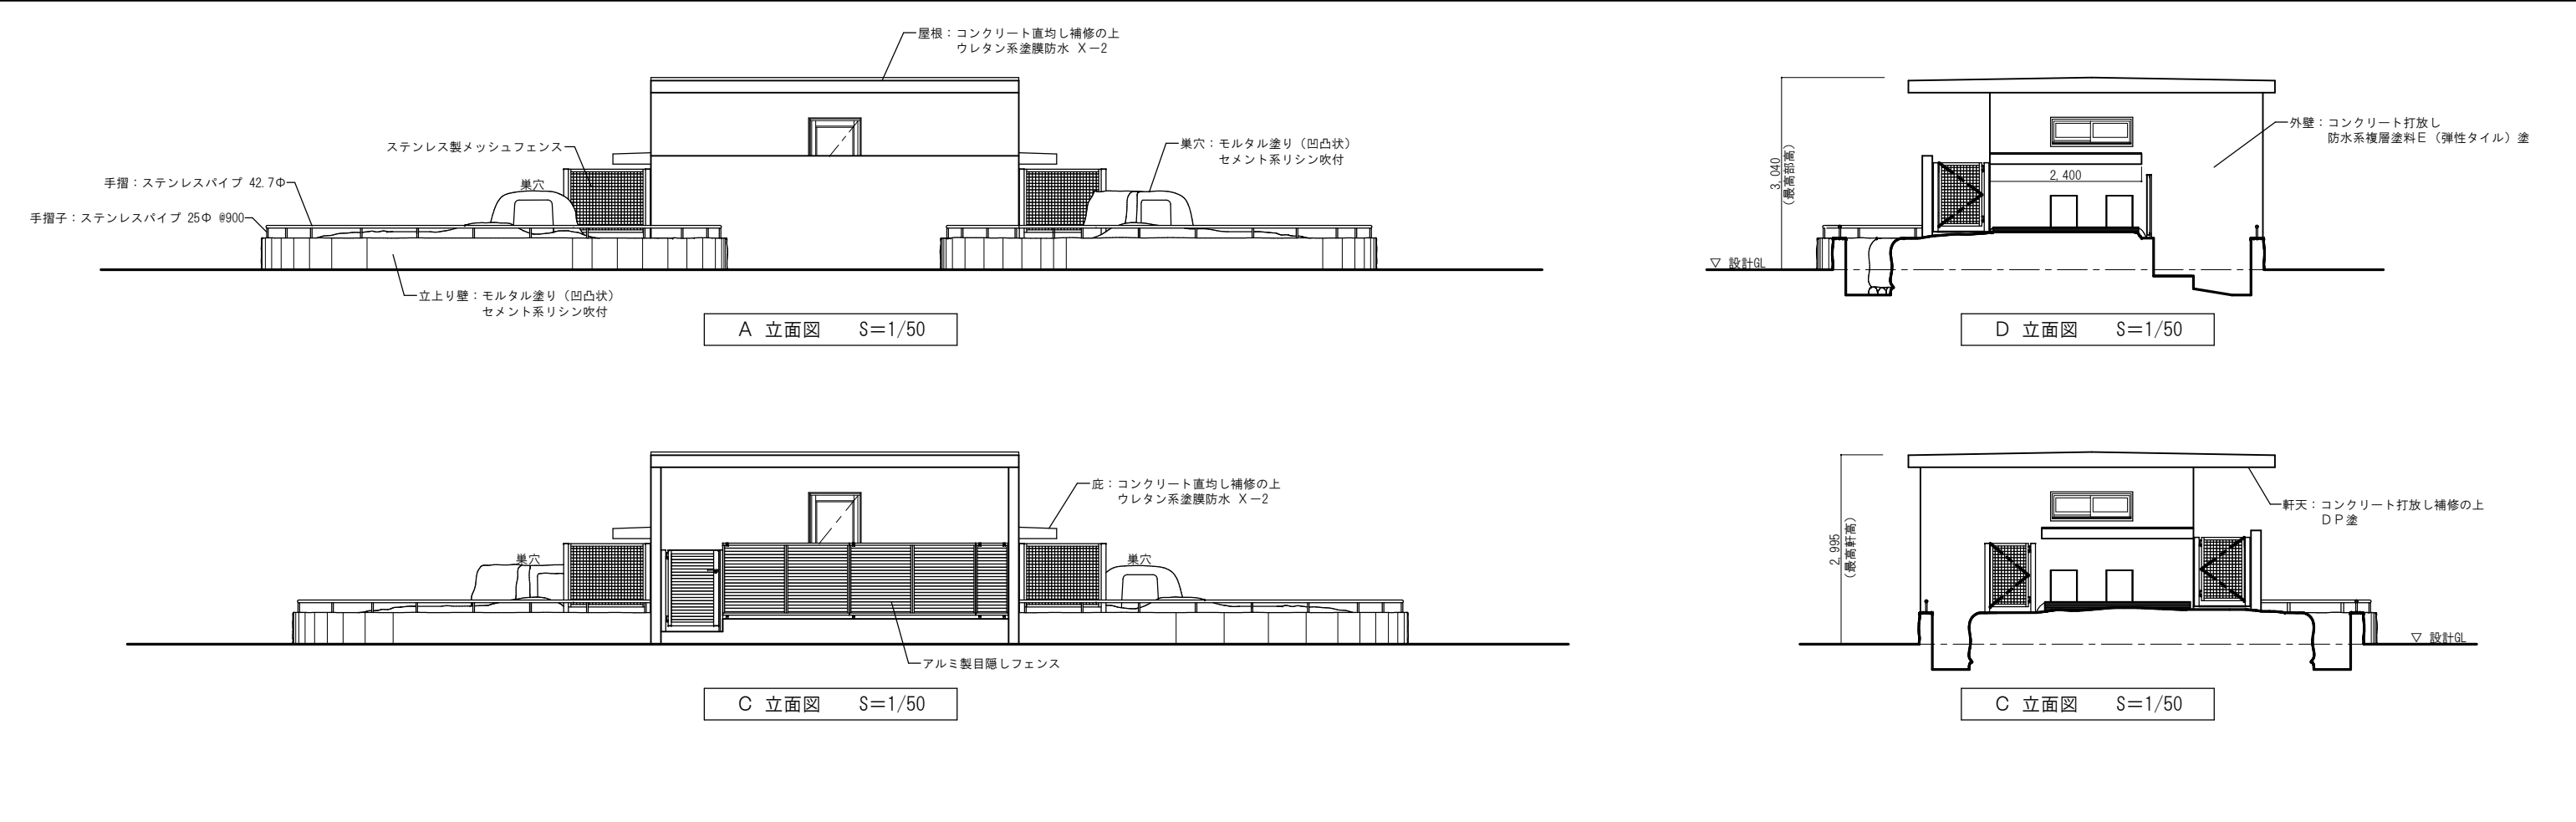 屋根：コンクリート直均し補修の上
ウレタン系塗膜防水 Ｘ－2
ステンレス製メッシュフェンス
巣穴
巣穴：モルタル塗り（凹凸状）
セメント系リシン吹付
手摺：ステンレスパイプ 42.7Φ
手摺子：ステンレスパイプ 25Φ @900
立上り壁：モルタル塗り（凹凸状）
セメント系リシン吹付
Ａ 立面図　S＝1/50
3,040
（最高部高）
2,400
外壁：コンクリート打放し
防水系複層塗料Ｅ（弾性タイル）塗
▽ 設計GL
Ｄ 立面図　S＝1/50
庇：コンクリート直均し補修の上
ウレタン系塗膜防水 Ｘ－2
巣穴
巣穴
アルミ製目隠しフェンス
Ｃ 立面図　S＝1/50
2,995
（最高軒高）
軒天：コンクリート打放し補修の上
ＤＰ塗
▽ 設計GL
Ｃ 立面図　S＝1/50